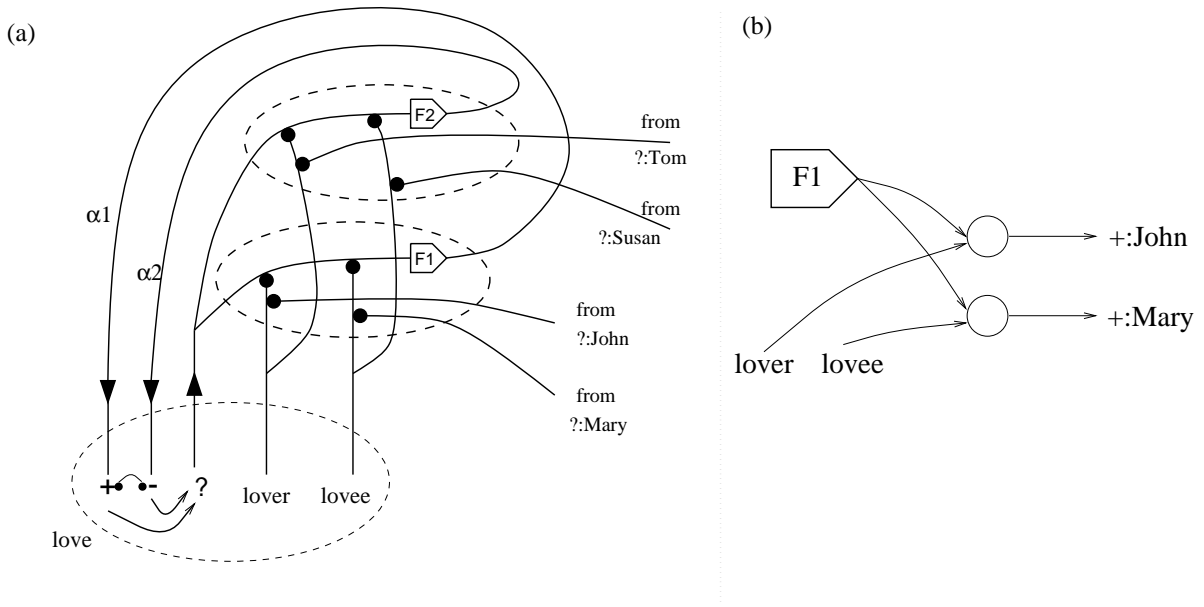 (a)
α1
α2
F2
from
?:Tom
from
?:Susan
F1
from
?:John
from
?:Mary
+ - ?
lover lovee
love
(b)
F1
+:John
+:Mary
lover lovee